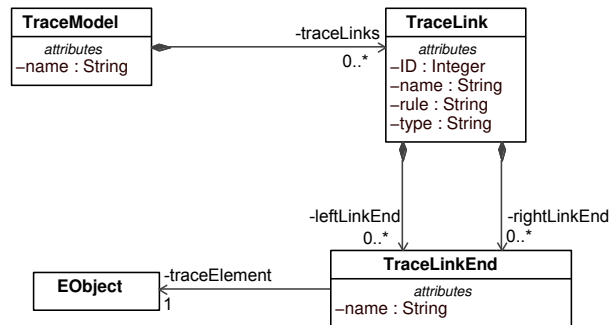 TraceModel
attributes
–name : String
-traceLinks
0..*
TraceLink
attributes
–ID : Integer
–name : String
–rule : String
–type : String
-leftLinkEnd
0..*
-rightLinkEnd
0..*
EObject
-traceElement
1
TraceLinkEnd
attributes
–name : String